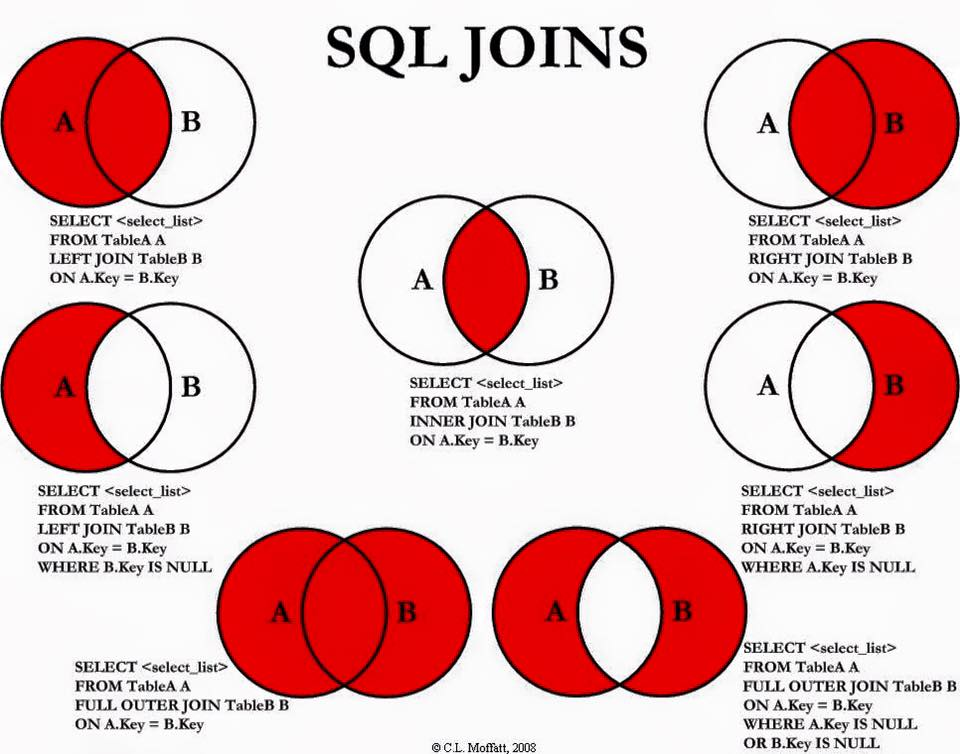 SQL JOINS
A B
SELECT <select_list>
FROM TableA A
LEFT JOIN TableB B
ON A.Key = B.Key
A B
SELECT <select_list>
FROM TableA A
RIGHT JOIN TableB B
ON A.Key = B.Key
A B
SELECT <select_list>
FROM TableA A
INNER JOIN TableB B
ON A.Key = B.Key
A B
SELECT <select_list>
FROM TableA A
LEFT JOIN TableB B
ON A.Key = B.Key
WHERE B.Key IS NULL
A B
SELECT <select_list>
FROM TableA A
RIGHT JOIN TableB B
ON A.Key = B.Key
WHERE A.Key IS NULL
A B
SELECT <select_list>
FROM TableA A
FULL OUTER JOIN TableB B
ON A.Key = B.Key
A B
SELECT <select_list>
FROM TableA A
FULL OUTER JOIN TableB B
ON A.Key = B.Key
WHERE A.Key IS NULL
OR B.Key IS NULL
© C.L. Moffatt, 2008